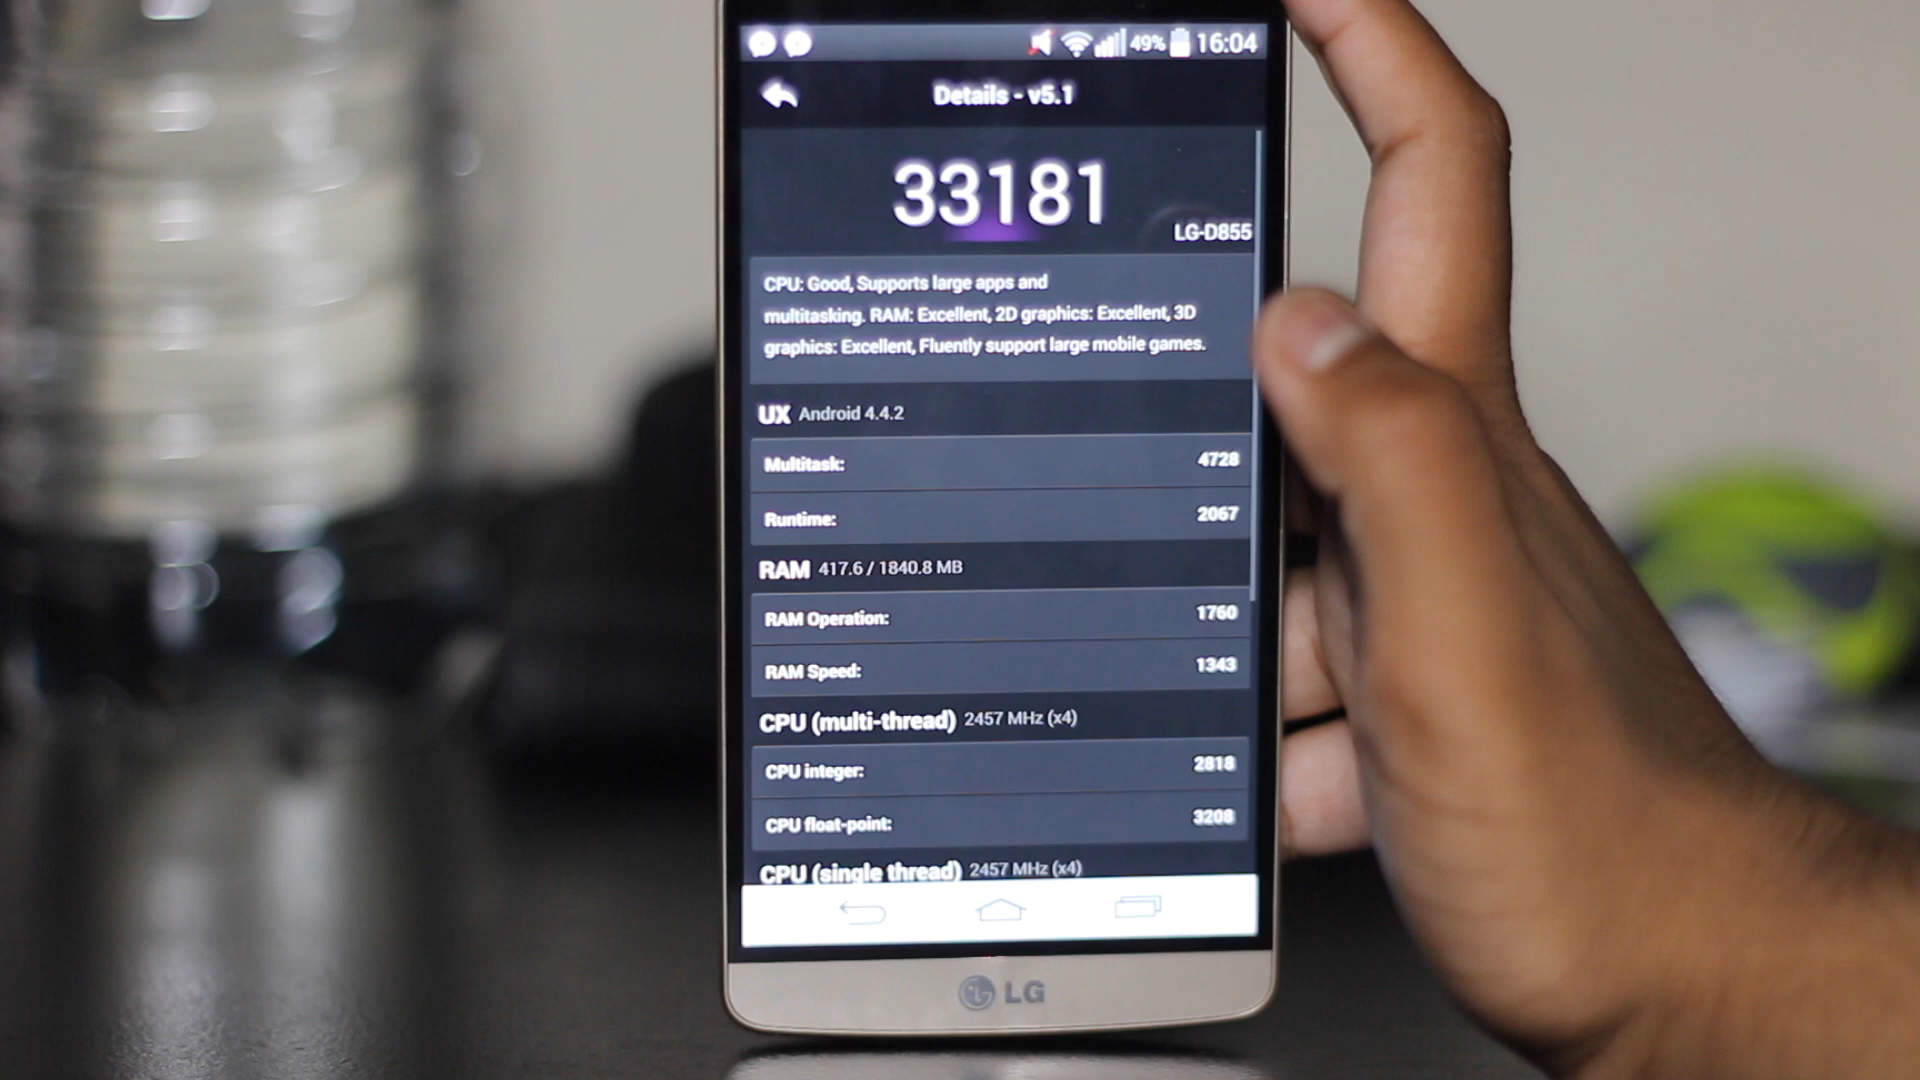 49% 16:04
Details - v5.1
33181
LG-D855
CPU: Good, Supports large apps and
multitasking. RAM: Excellent, 2D graphics: Excellent, 3D
graphics: Excellent, Fluently support large mobile games.
UX Android 4.4.2
Multitask: 4728
Runtime: 2067
RAM 417.6 / 1840.8 MB
RAM Operation: 1760
RAM Speed: 1343
CPU (multi-thread) 2457 MHz (x4)
CPU integer: 2818
CPU float-point: 3208
CPU (single thread) 2457 MHz (x4)
LG